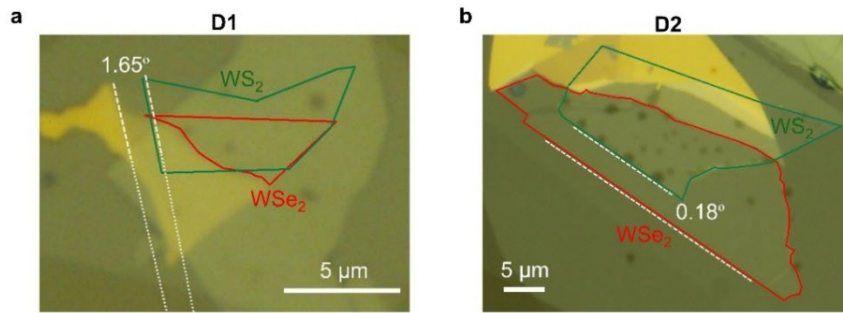 a
D1
1.65°
WS₂
WSe₂
5 µm
b
D2
WS₂
0.18°
WSe₂
5 µm